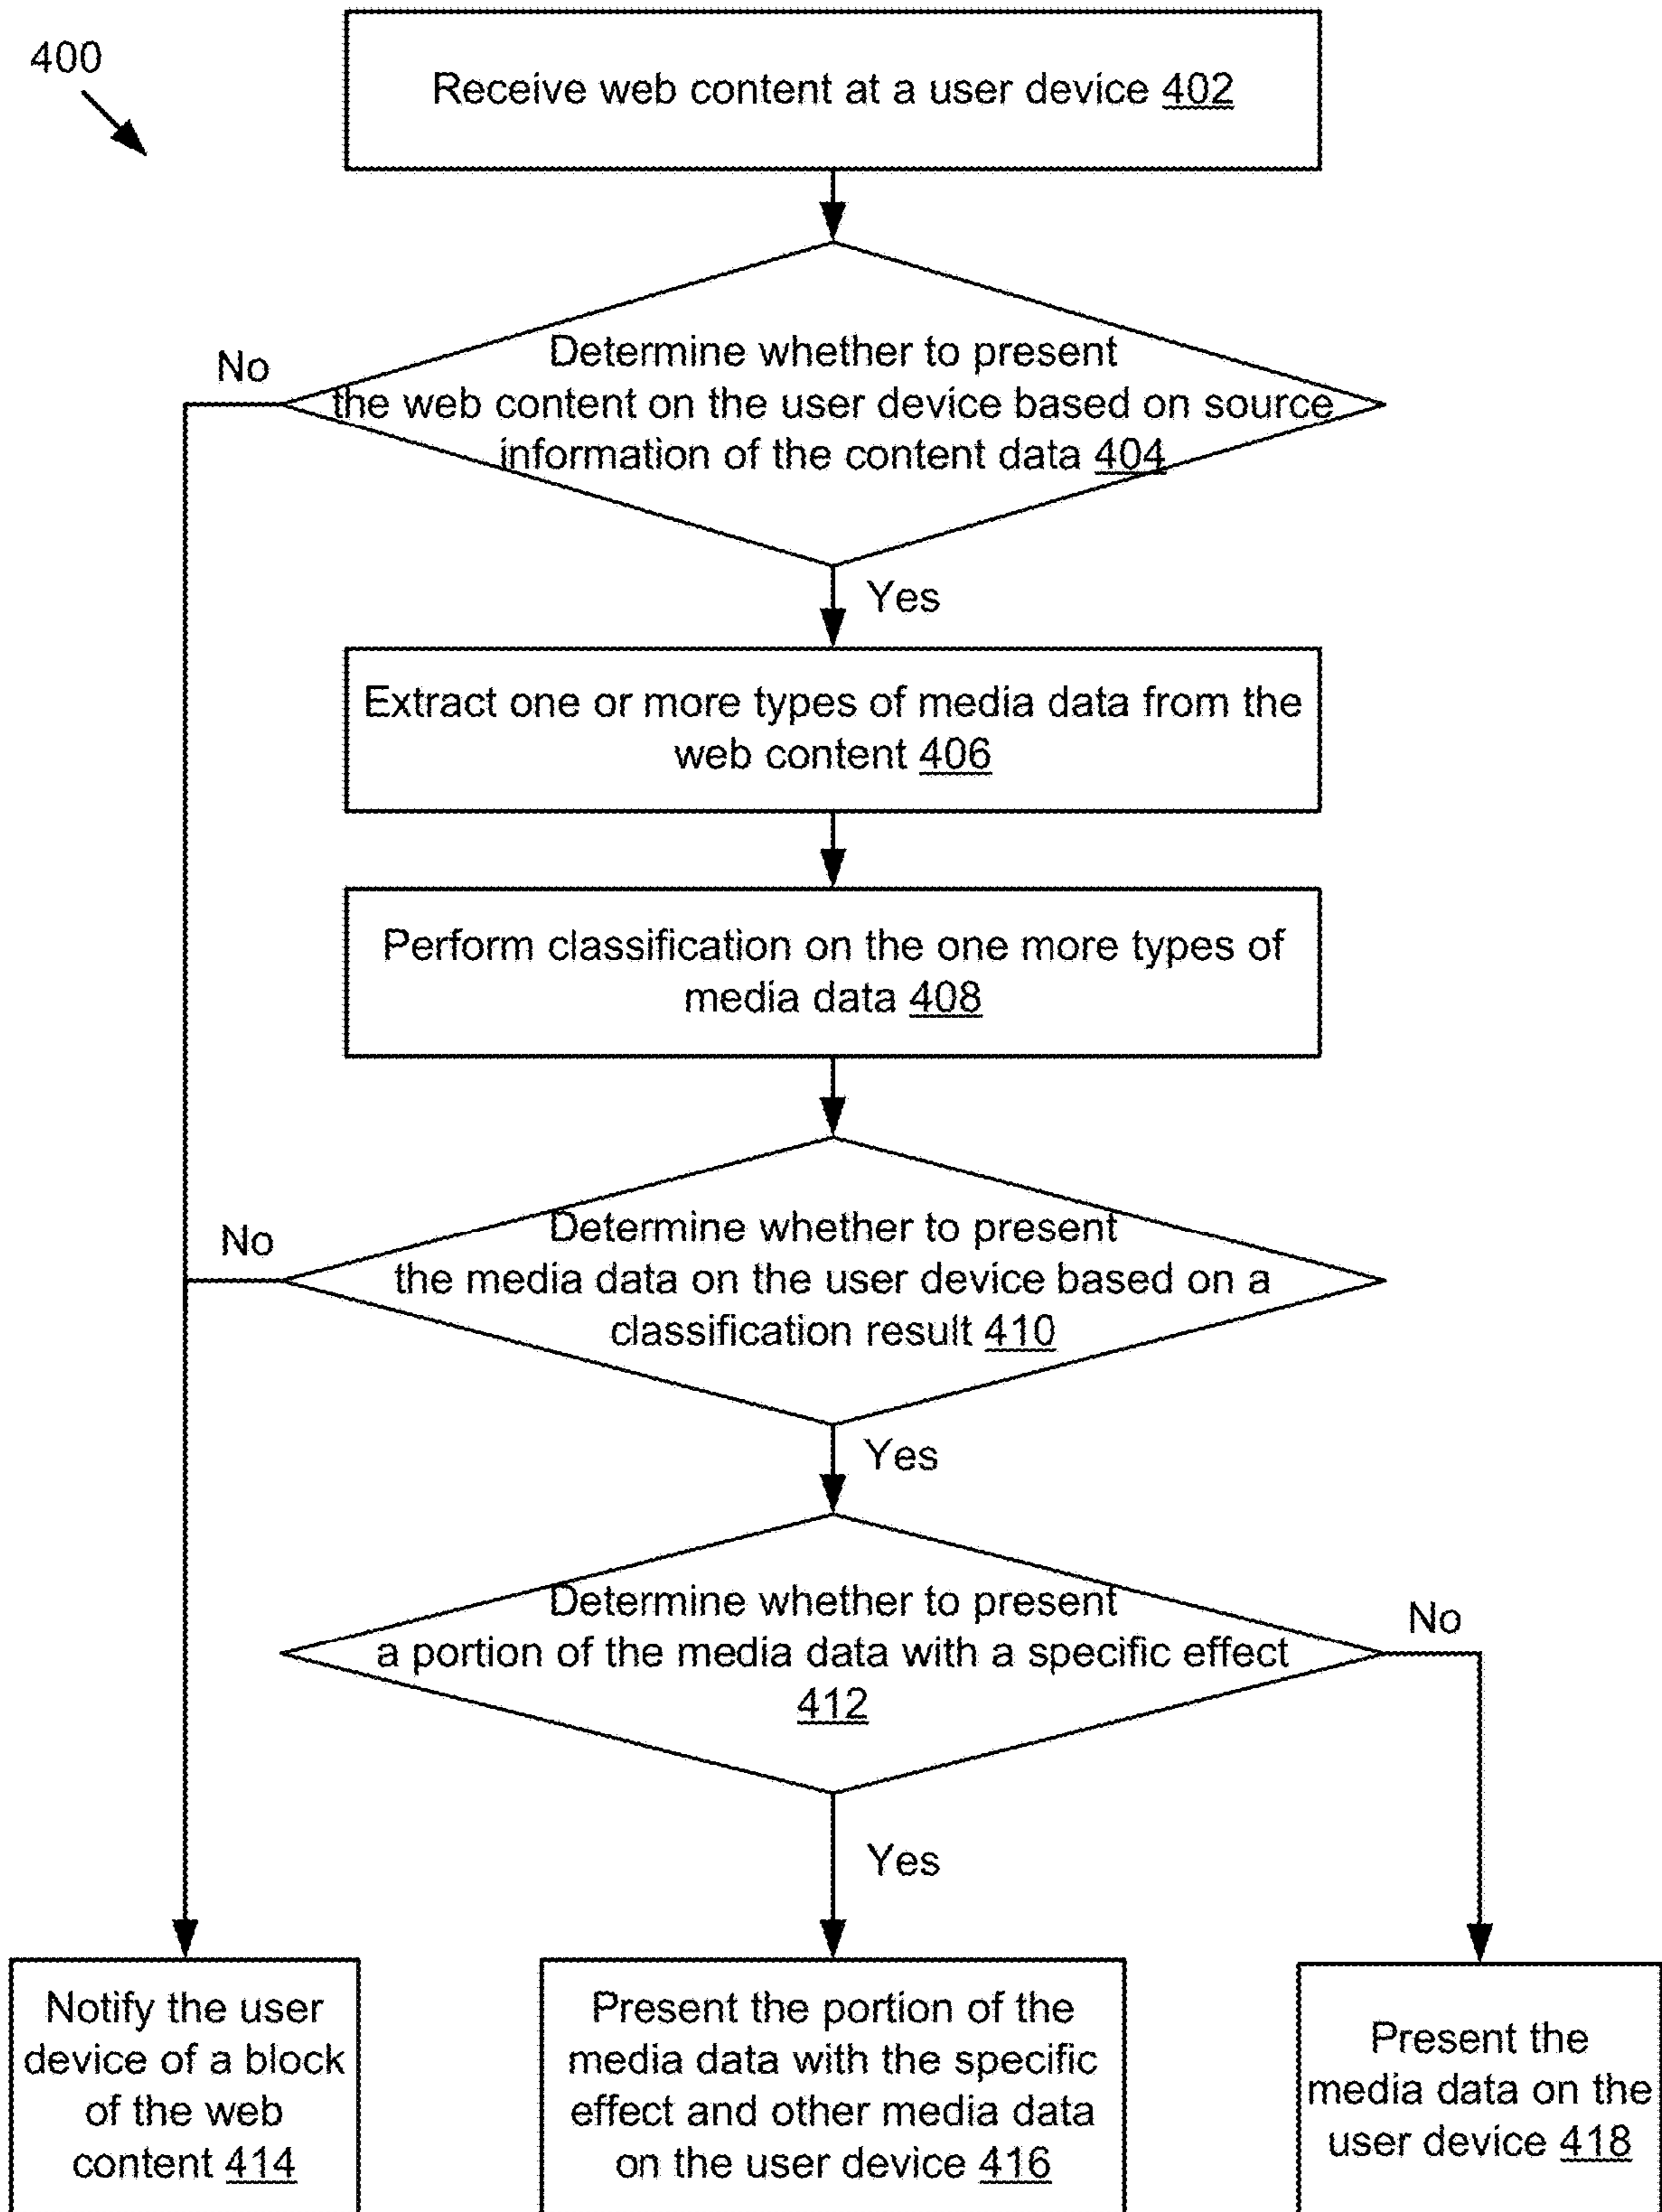 400
Receive web content at a user device 402
Determine whether to present
the web content on the user device based on source
information of the content data 404
No
Yes
Extract one or more types of media data from the
web content 406
Perform classification on the one more types of
media data 408
Determine whether to present
the media data on the user device based on a
classification result 410
No
Yes
Determine whether to present
a portion of the media data with a specific effect
412
No
Yes
Notify the user
device of a block
of the web
content 414
Present the portion of the
media data with the specific
effect and other media data
on the user device 416
Present the
media data on the
user device 418